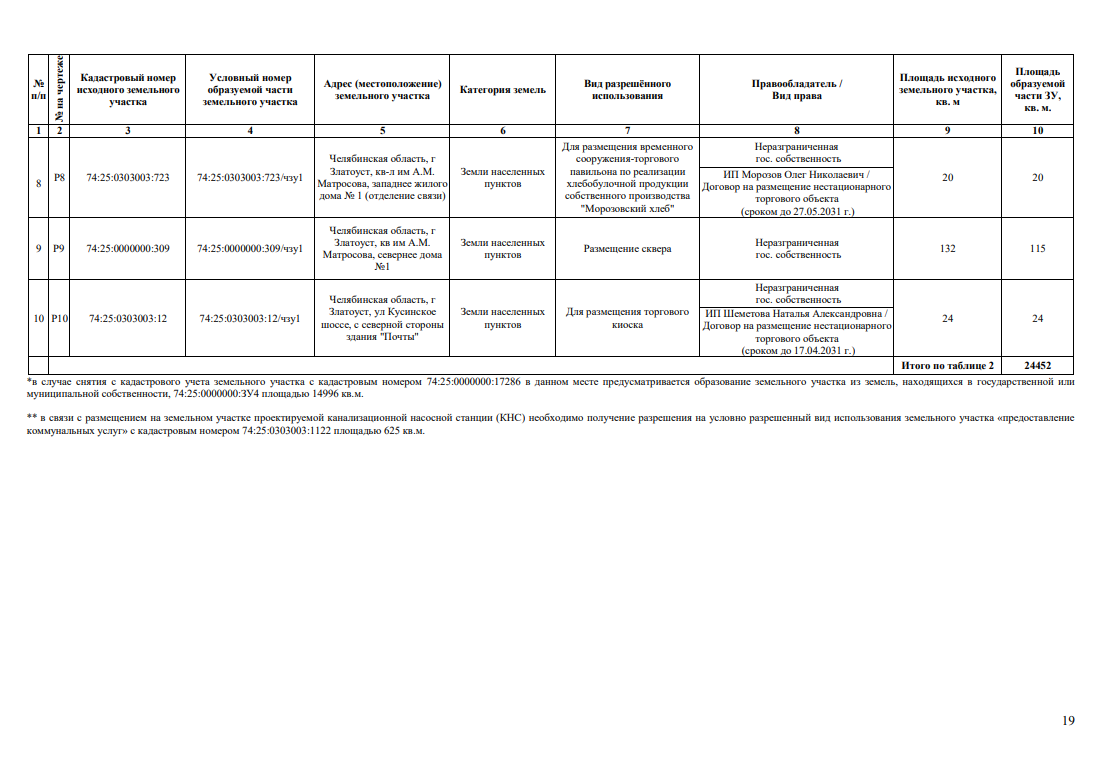 № п/п
№ на чертеже
Кадастровый номер
исходного земельного
участка
Условный номер
образуемой части
земельного участка
Адрес (местоположение)
земельного участка
Категория земель
Вид разрешённого
использования
Правообладатель /
Вид права
Площадь исходного
земельного участка,
кв. м
Площадь
образуемой
части ЗУ,
кв. м.
1 2 3 4 5 6 7 8 9 10
8
Р8
74:25:0303003:723
74:25:0303003:723/чзу1
Челябинская область, г
Златоуст, кв-л им А.М.
Матросова, западнее жилого
дома № 1 (отделение связи)
Земли населенных
пунктов
Для размещения временного
сооружения-торгового
павильона по реализации
хлебобулочной продукции
собственного производства
"Морозовский хлеб"
Неразграниченная
гос. собственность
ИП Морозов Олег Николаевич /
Договор на размещение нестационарного
торгового объекта
(сроком до 27.05.2031 г.)
20
20
9
Р9
74:25:0000000:309
74:25:0000000:309/чзу1
Челябинская область, г
Златоуст, кв им А.М.
Матросова, севернее дома
№1
Земли населенных
пунктов
Размещение сквера
Неразграниченная
гос. собственность
132
115
10
Р10
74:25:0303003:12
74:25:0303003:12/чзу1
Челябинская область, г
Златоуст, ул Кусинское
шоссе, с северной стороны
здания "Почты"
Земли населенных
пунктов
Для размещения торгового
киоска
Неразграниченная
гос. собственность
ИП Шеметова Наталья Александровна /
Договор на размещение нестационарного
торгового объекта
(сроком до 17.04.2031 г.)
24
24
Итого по таблице 2 24452
*в случае снятия с кадастрового учета земельного участка с кадастровым номером 74:25:0000000:17286 в данном месте предусматривается образование земельного участка из земель, находящихся в государственной или
муниципальной собственности, 74:25:0000000:ЗУ4 площадью 14996 кв.м.
** в связи с размещением на земельном участке проектируемой канализационной насосной станции (КНС) необходимо получение разрешения на условно разрешенный вид использования земельного участка «предоставление
коммунальных услуг» с кадастровым номером 74:25:0303003:1122 площадью 625 кв.м.
19